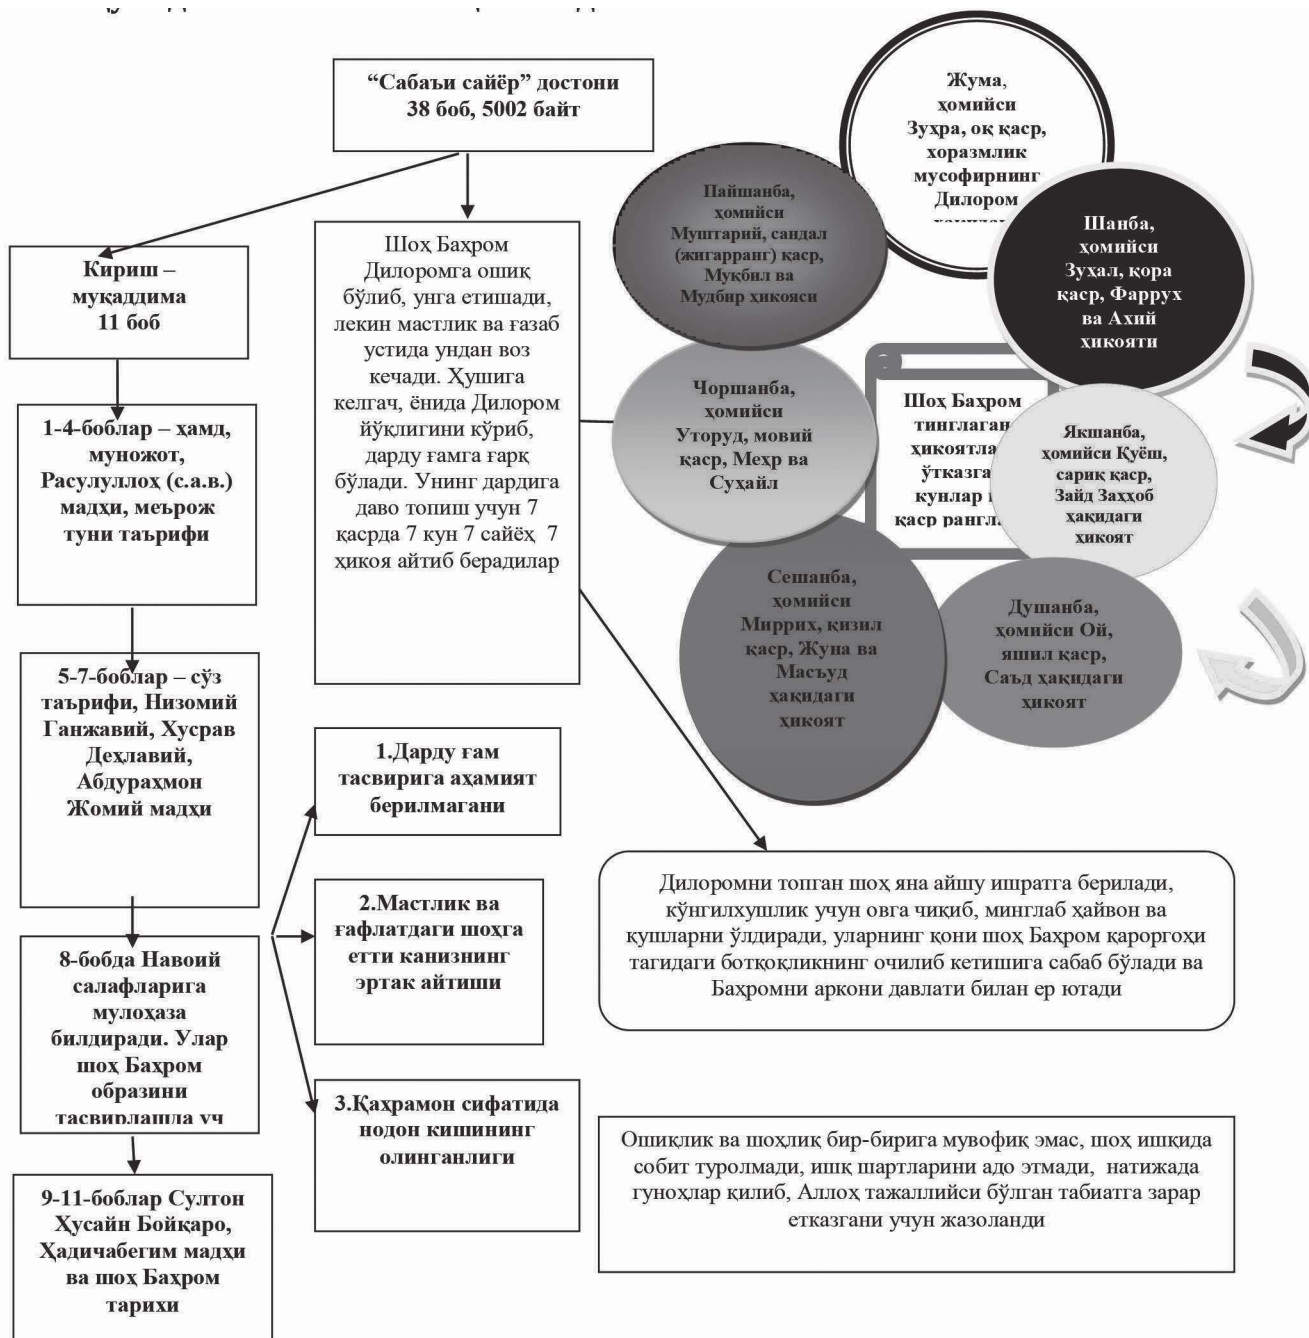 “Сабаъи сайёр” достони
38 боб, 5002 байт
Кириш –
муқаддима
11 боб
1-4-боблар – ҳамд,
муножот,
Расулуллоҳ (с.а.в.)
мадҳи, меърож
туни таърифи
5-7-боблар – сўз
таърифи, Низомий
Ганжавий, Хусрав
Деҳлавий,
Абдураҳмон
Жомий мадҳи
8-бобда Навоий
салафларига
мулоҳаза
билдиради. Улар
шоҳ Баҳром
образини
тасвирлашда уч
9-11-боблар Султон
Ҳусайн Бойқаро,
Ҳадичабегим мадҳи
ва шоҳ Баҳром
тарихи
Шоҳ Баҳром
Дилоромга ошиқ
бўлиб, унга етишади,
лекин мастлик ва ғазаб
устида ундан воз
кечади. Ҳушига
келгач, ёнида Дилором
йўқлигини кўриб,
дарду ғамга ғарқ
бўлади. Унинг дардига
даво топиш учун 7
қасрда 7 кун 7 сайёҳ 7
ҳикоя айтиб берадилар
1.Дарду ғам
тасвирига аҳамият
берилмагани
2.Мастлик ва
ғафлатдаги шоҳга
етти канизнинг
эртак айтиши
3.Қаҳрамон сифатида
нодон кишининг
олинганлиги
Жума,
ҳомийси
Зуҳра, оқ қаср,
хоразмлик
мусофирнинг
Дилором
Шанба,
ҳомийси
Зуҳал, қора
қаср, Фаррух
ва Ахий
ҳикояти
Якшанба,
ҳомийси Қуёш,
сариқ қаср,
Зайд Заҳҳоб
ҳақидаги
ҳикоят
Душанба,
ҳомийси Ой,
яшил қаср,
Саъд ҳақидаги
ҳикоят
Сешанба,
ҳомийси
Миррих, қизил
қаср, Жуна ва
Масъуд
ҳақидаги
ҳикоят
Чоршанба,
ҳомийси
Уторуд, мовий
қаср, Меҳр ва
Суҳайл
Пайшанба,
ҳомийси
Муштарий, сандал
(жигарранг) қаср,
Муқбил ва
Мудбир ҳикояси
Шоҳ Баҳром
тинглаган
ҳикоятла
ўтказга
кунлар
қаср рангл
Дилоромни топган шоҳ яна айшу ишратга берилади,
кўнгилхушлик учун овга чиқиб, минглаб ҳайвон ва
қушларни ўлдиради, уларнинг қони шоҳ Баҳром қароргоҳи
тагидаги ботқоқликнинг очилиб кетишига сабаб бўлади ва
Баҳромни аркони давлати билан ер ютади
Ошиқлик ва шоҳлик бир-бирига мувофиқ эмас, шоҳ ишқида
собит туролмади, ишқ шартларини адо этмади, натижада
гуноҳлар қилиб, Аллоҳ тажаллийси бўлган табиатга зарар
етказгани учун жазоланди